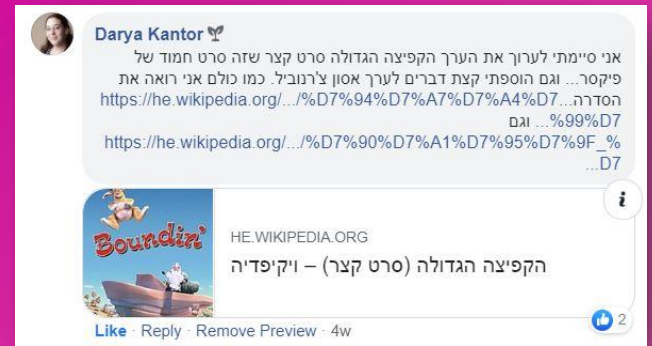 Darya Kantor
אני סיימתי לערוך את הערך הקפיצה הגדולה סרט קצר שזה סרט חמוד של
פיקסר... וגם הוספתי קצת דברים לערך אסון צ'רנוביל. כמו כולם אני רואה את
הסדרה...https://he.wikipedia.org/.../%D7%94%D7%A7%D7%A4%D7
%99%D7... וגם
https://he.wikipedia.org/.../%D7%90%D7%A1%D7%95%D7%9F_%
D7...
Boundin'
i
HE.WIKIPEDIA.ORG
הקפיצה הגדולה (סרט קצר) – ויקיפדיה
2
Like · Reply · Remove Preview · 4w